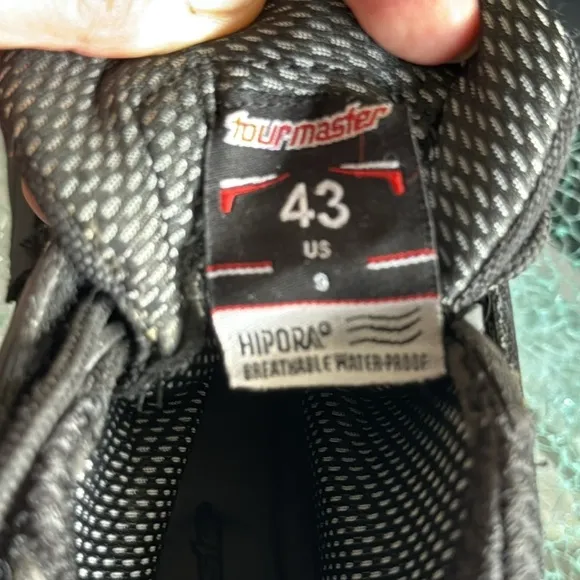 tourmaster
43
US
9
HIPORA®
BREATHABLE WATER-PROOF